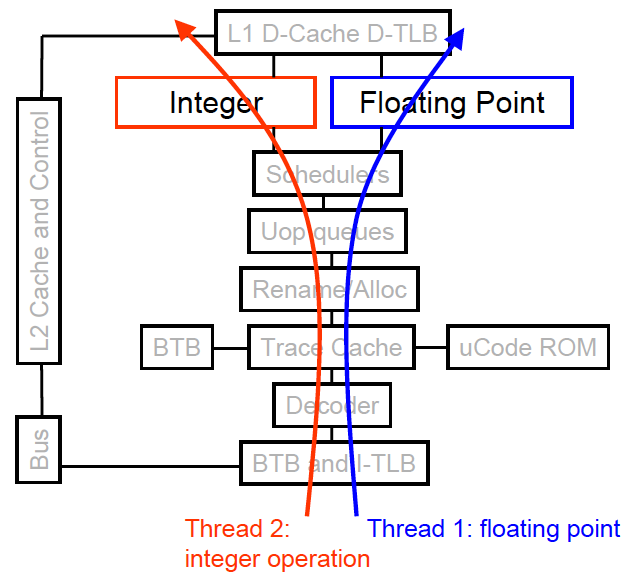 L1 D-Cache D-TLB
Integer
Floating Point
Schedulers
Uop queues
Rename/Alloc
BTB
Trace Cache
uCode ROM
Decoder
BTB and I-TLB
L2 Cache and Control
Bus
Thread 2:
integer operation
Thread 1: floating point